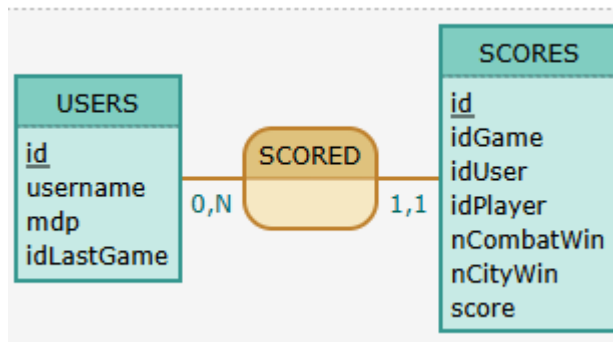 USERS
id
username
mdp
idLastGame
0,N
SCORED
1,1
SCORES
id
idGame
idUser
idPlayer
nCombatWin
nCityWin
score